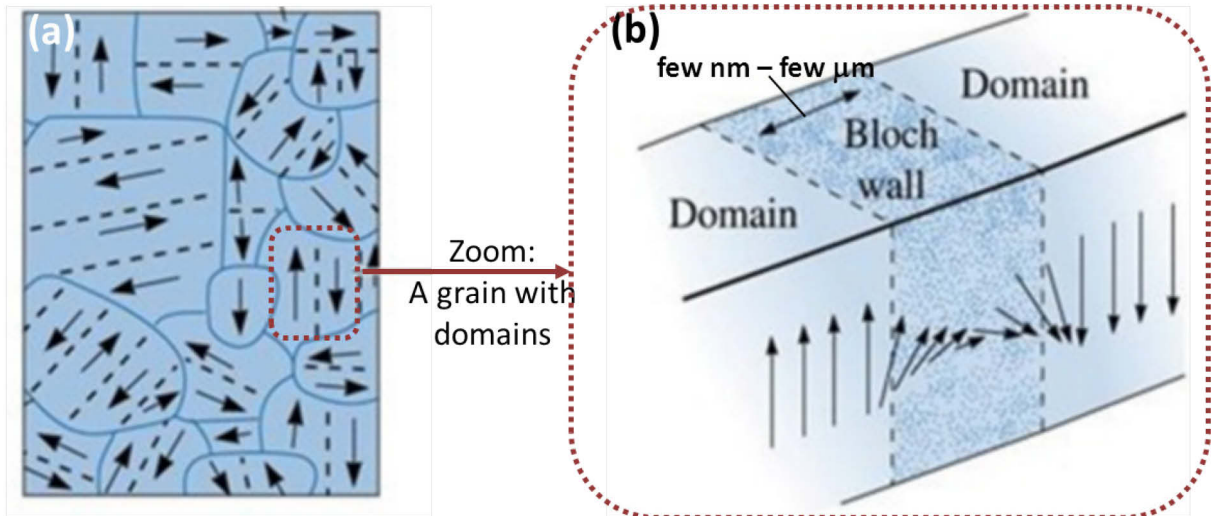 (a)
Zoom:
A grain with
domains
(b)
few nm – few μm
Domain
Bloch
wall
Domain